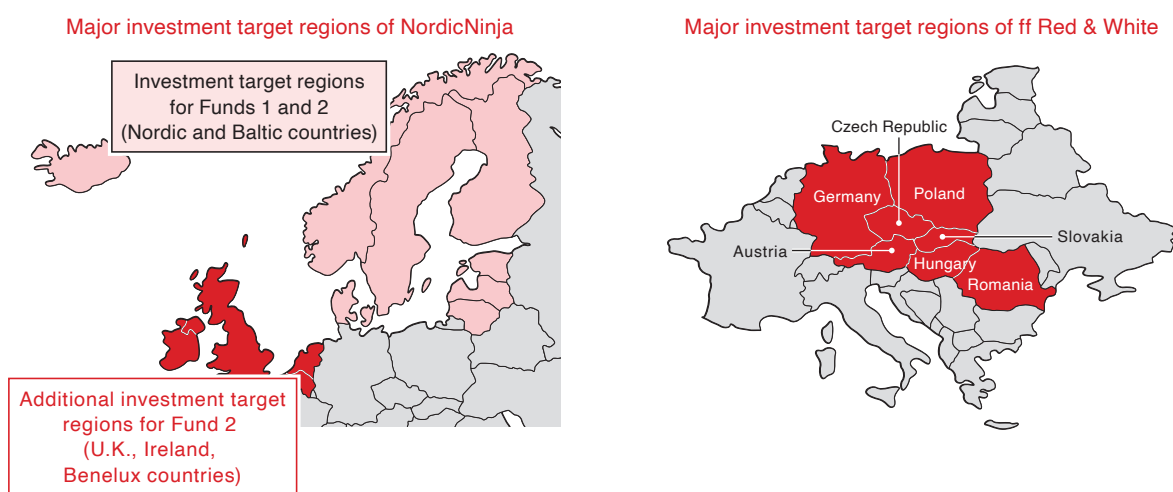 Major investment target regions of NordicNinja
Investment target regions
for Funds 1 and 2
(Nordic and Baltic countries)
Additional investment target
regions for Fund 2
(U.K., Ireland,
Benelux countries)
Major investment target regions of ff Red & White
Czech Republic
Germany
Poland
Austria
Slovakia
Hungary
Romania